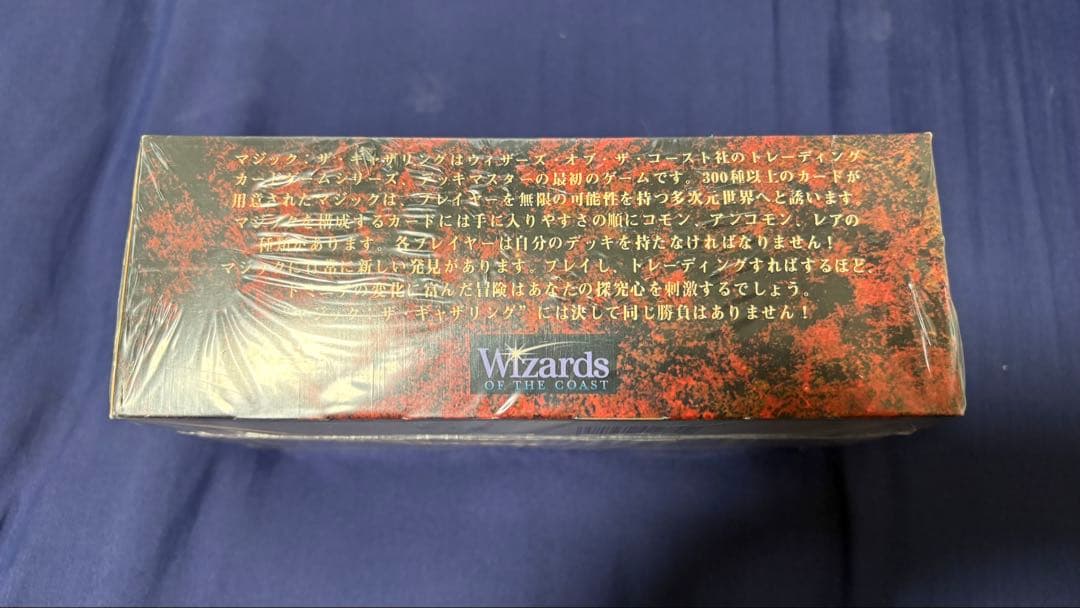 マジック：ザ・ギャザリングはウィザーズ・オブ・ザ・コースト社のトレーディング
カードゲームシリーズ、デッキマスターの最初のゲームです。300種以上のカードが
用意されたマジックは、プレイヤーを無限の可能性を持つ多次元世界へと誘います。
マジックを構成するカードには手に入りやすさの順にコモン、アンコモン、レアの
種類があります。各プレイヤーは自分のデッキを持たなければなりません！
マジックには常に新しい発見があります。プレイし、トレーディングすればするほど、
ドミニアの変化に富んだ冒険はあなたの探究心を刺激するでしょう。
“マジック：ザ・ギャザリング”には決して同じ勝負はありません！
Wizards
OF THE COAST